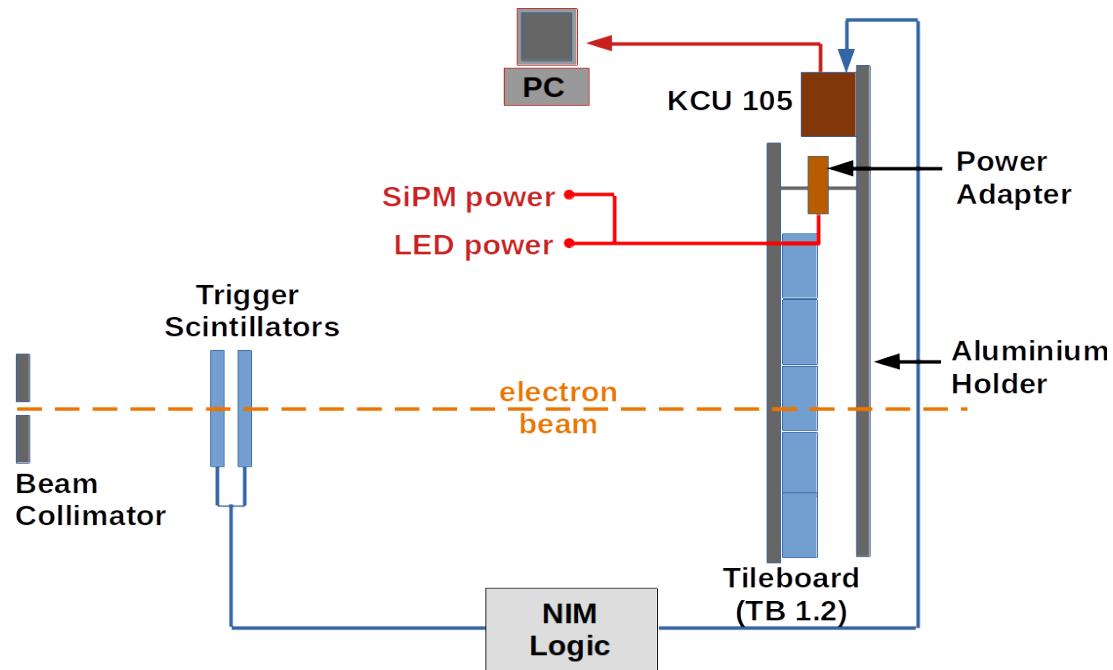 PC
KCU 105
Power
Adapter
SiPM power
LED power
Trigger
Scintillators
Aluminium
Holder
electron
beam
Beam
Collimator
Tileboard
(TB 1.2)
NIM
Logic